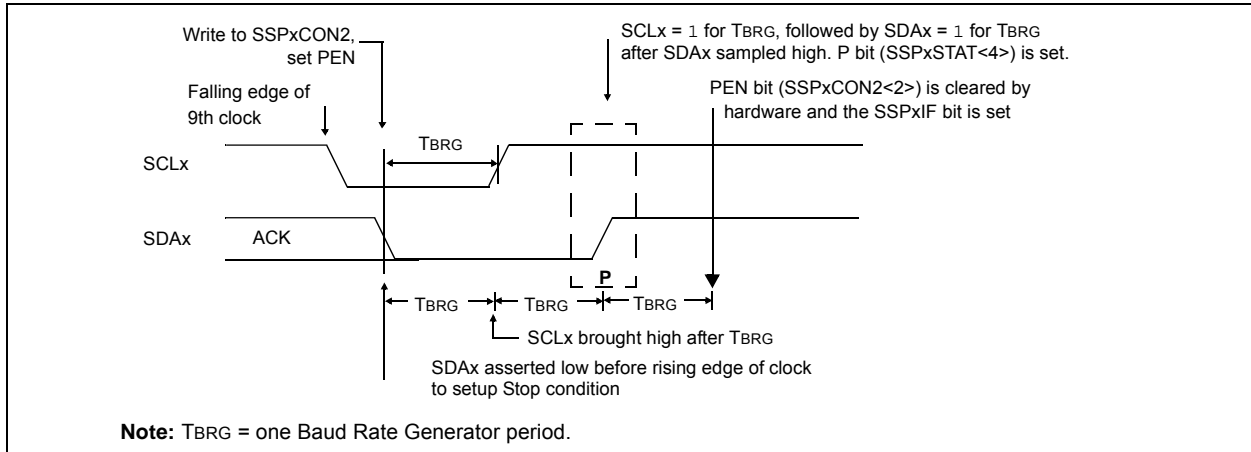 Write to SSPxCON2,
set PEN
SCLx = 1 for TBRG, followed by SDAx = 1 for TBRG
after SDAx sampled high. P bit (SSPxSTAT<4>) is set.
Falling edge of
9th clock
PEN bit (SSPxCON2<2>) is cleared by
hardware and the SSPxIF bit is set
TBRG
SCLx
SDAx
ACK
P
TBRG
TBRG
TBRG
SCLx brought high after TBRG
SDAx asserted low before rising edge of clock
to setup Stop condition
Note: TBRG = one Baud Rate Generator period.